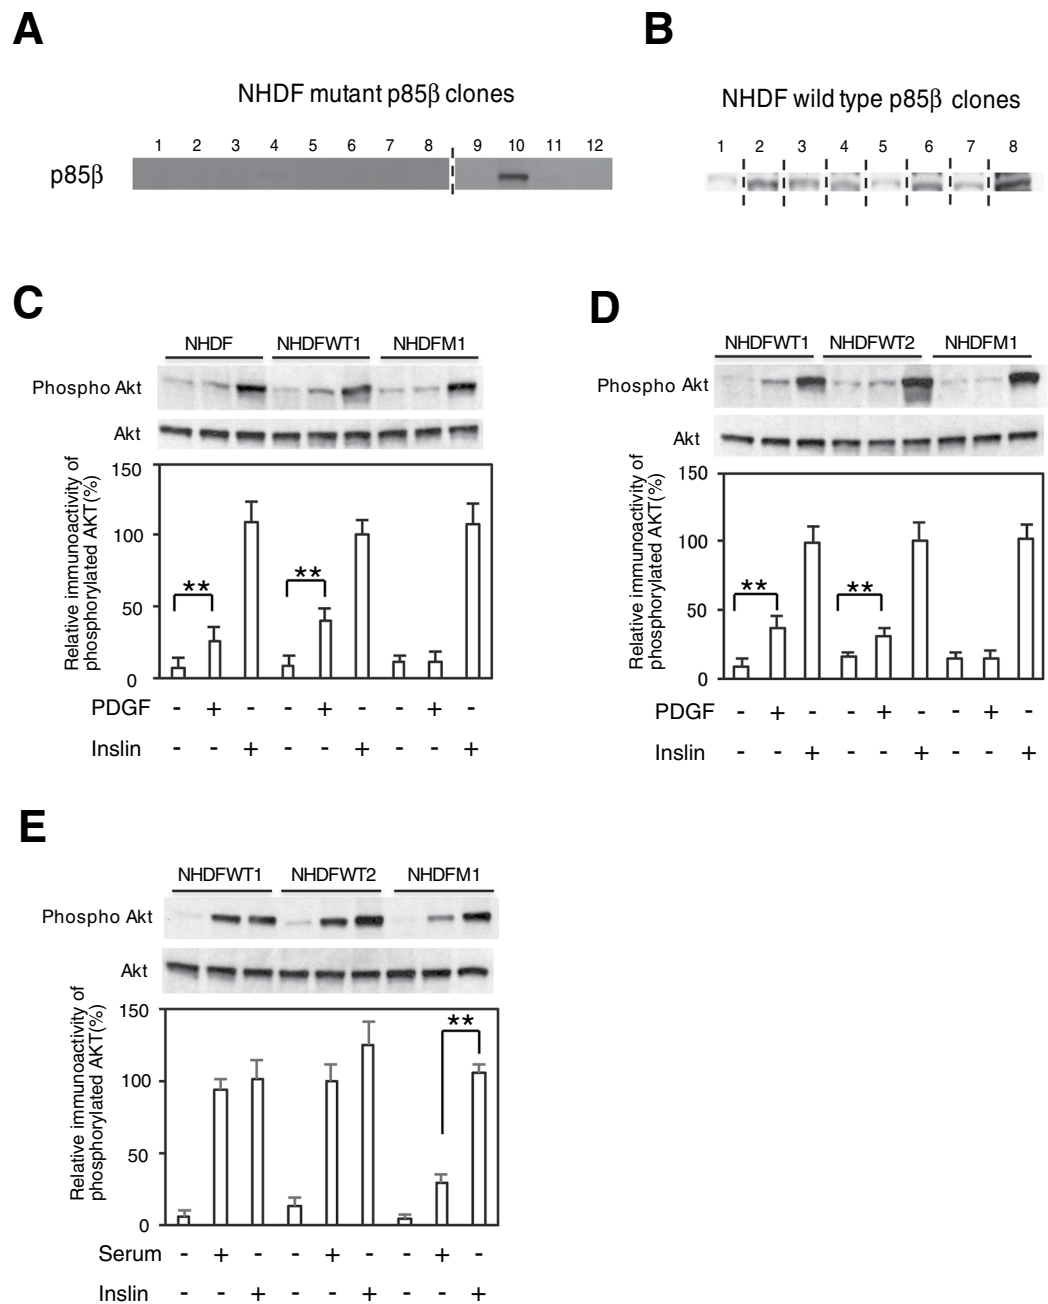 A
B
NHDF mutant p85β clones
1 2 3 4 5 6 7 8 9 10 11 12
p85β
NHDF wild type p85β clones
1 2 3 4 5 6 7 8
C
NHDF NHDFWT1 NHDFM1
Phospho Akt
Akt
Relative immunoactivity of
phosphorylated AKT(%)
150
100
50
0
** **
PDGF - + - - + - - + -
Inslin - - + - - + - - +
D
NHDFWT1 NHDFWT2 NHDFM1
Phospho Akt
Akt
Relative immunoactivity of
phosphorylated AKT(%)
150
100
50
0
** **
PDGF - + - - + - - + -
Inslin - - + - - + - - +
E
NHDFWT1 NHDFWT2 NHDFM1
Phospho Akt
Akt
Relative immunoactivity of
phosphorylated AKT(%)
150
100
50
0
**
Serum - + - - + - - + -
Inslin - - + - - + - - +